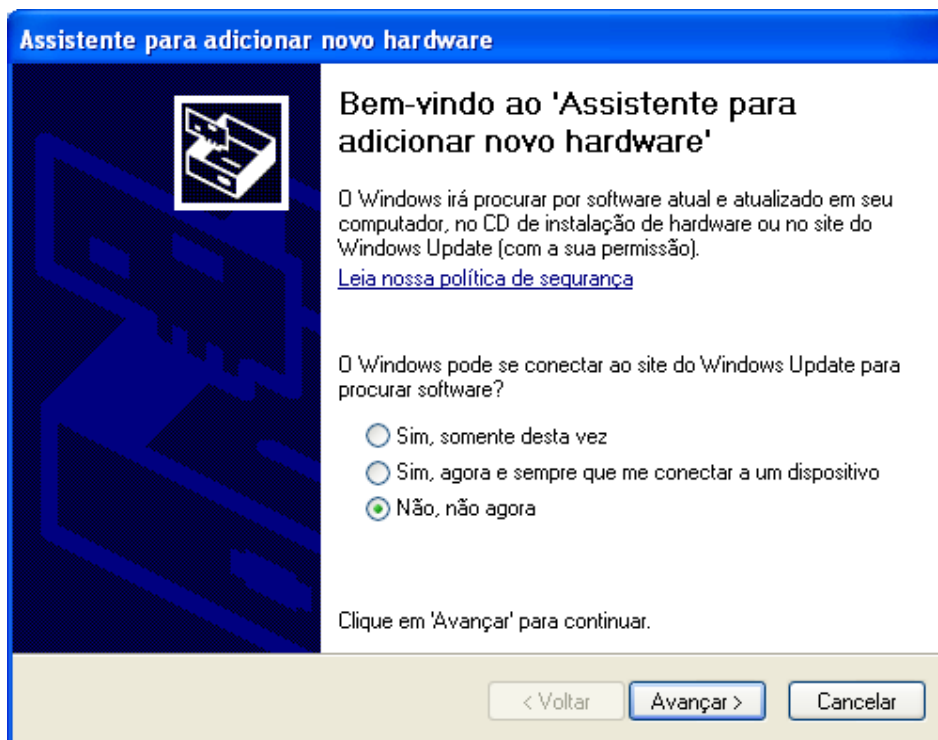 Assistente para adicionar novo hardware
Bem-vindo ao 'Assistente para
adicionar novo hardware'
O Windows irá procurar por software atual e atualizado em seu
computador, no CD de instalação de hardware ou no site do
Windows Update (com a sua permissão).
Leia nossa política de segurança
O Windows pode se conectar ao site do Windows Update para
procurar software?
Sim, somente desta vez
Sim, agora e sempre que me conectar a um dispositivo
Não, não agora
Clique em 'Avançar' para continuar.
< Voltar Avançar > Cancelar